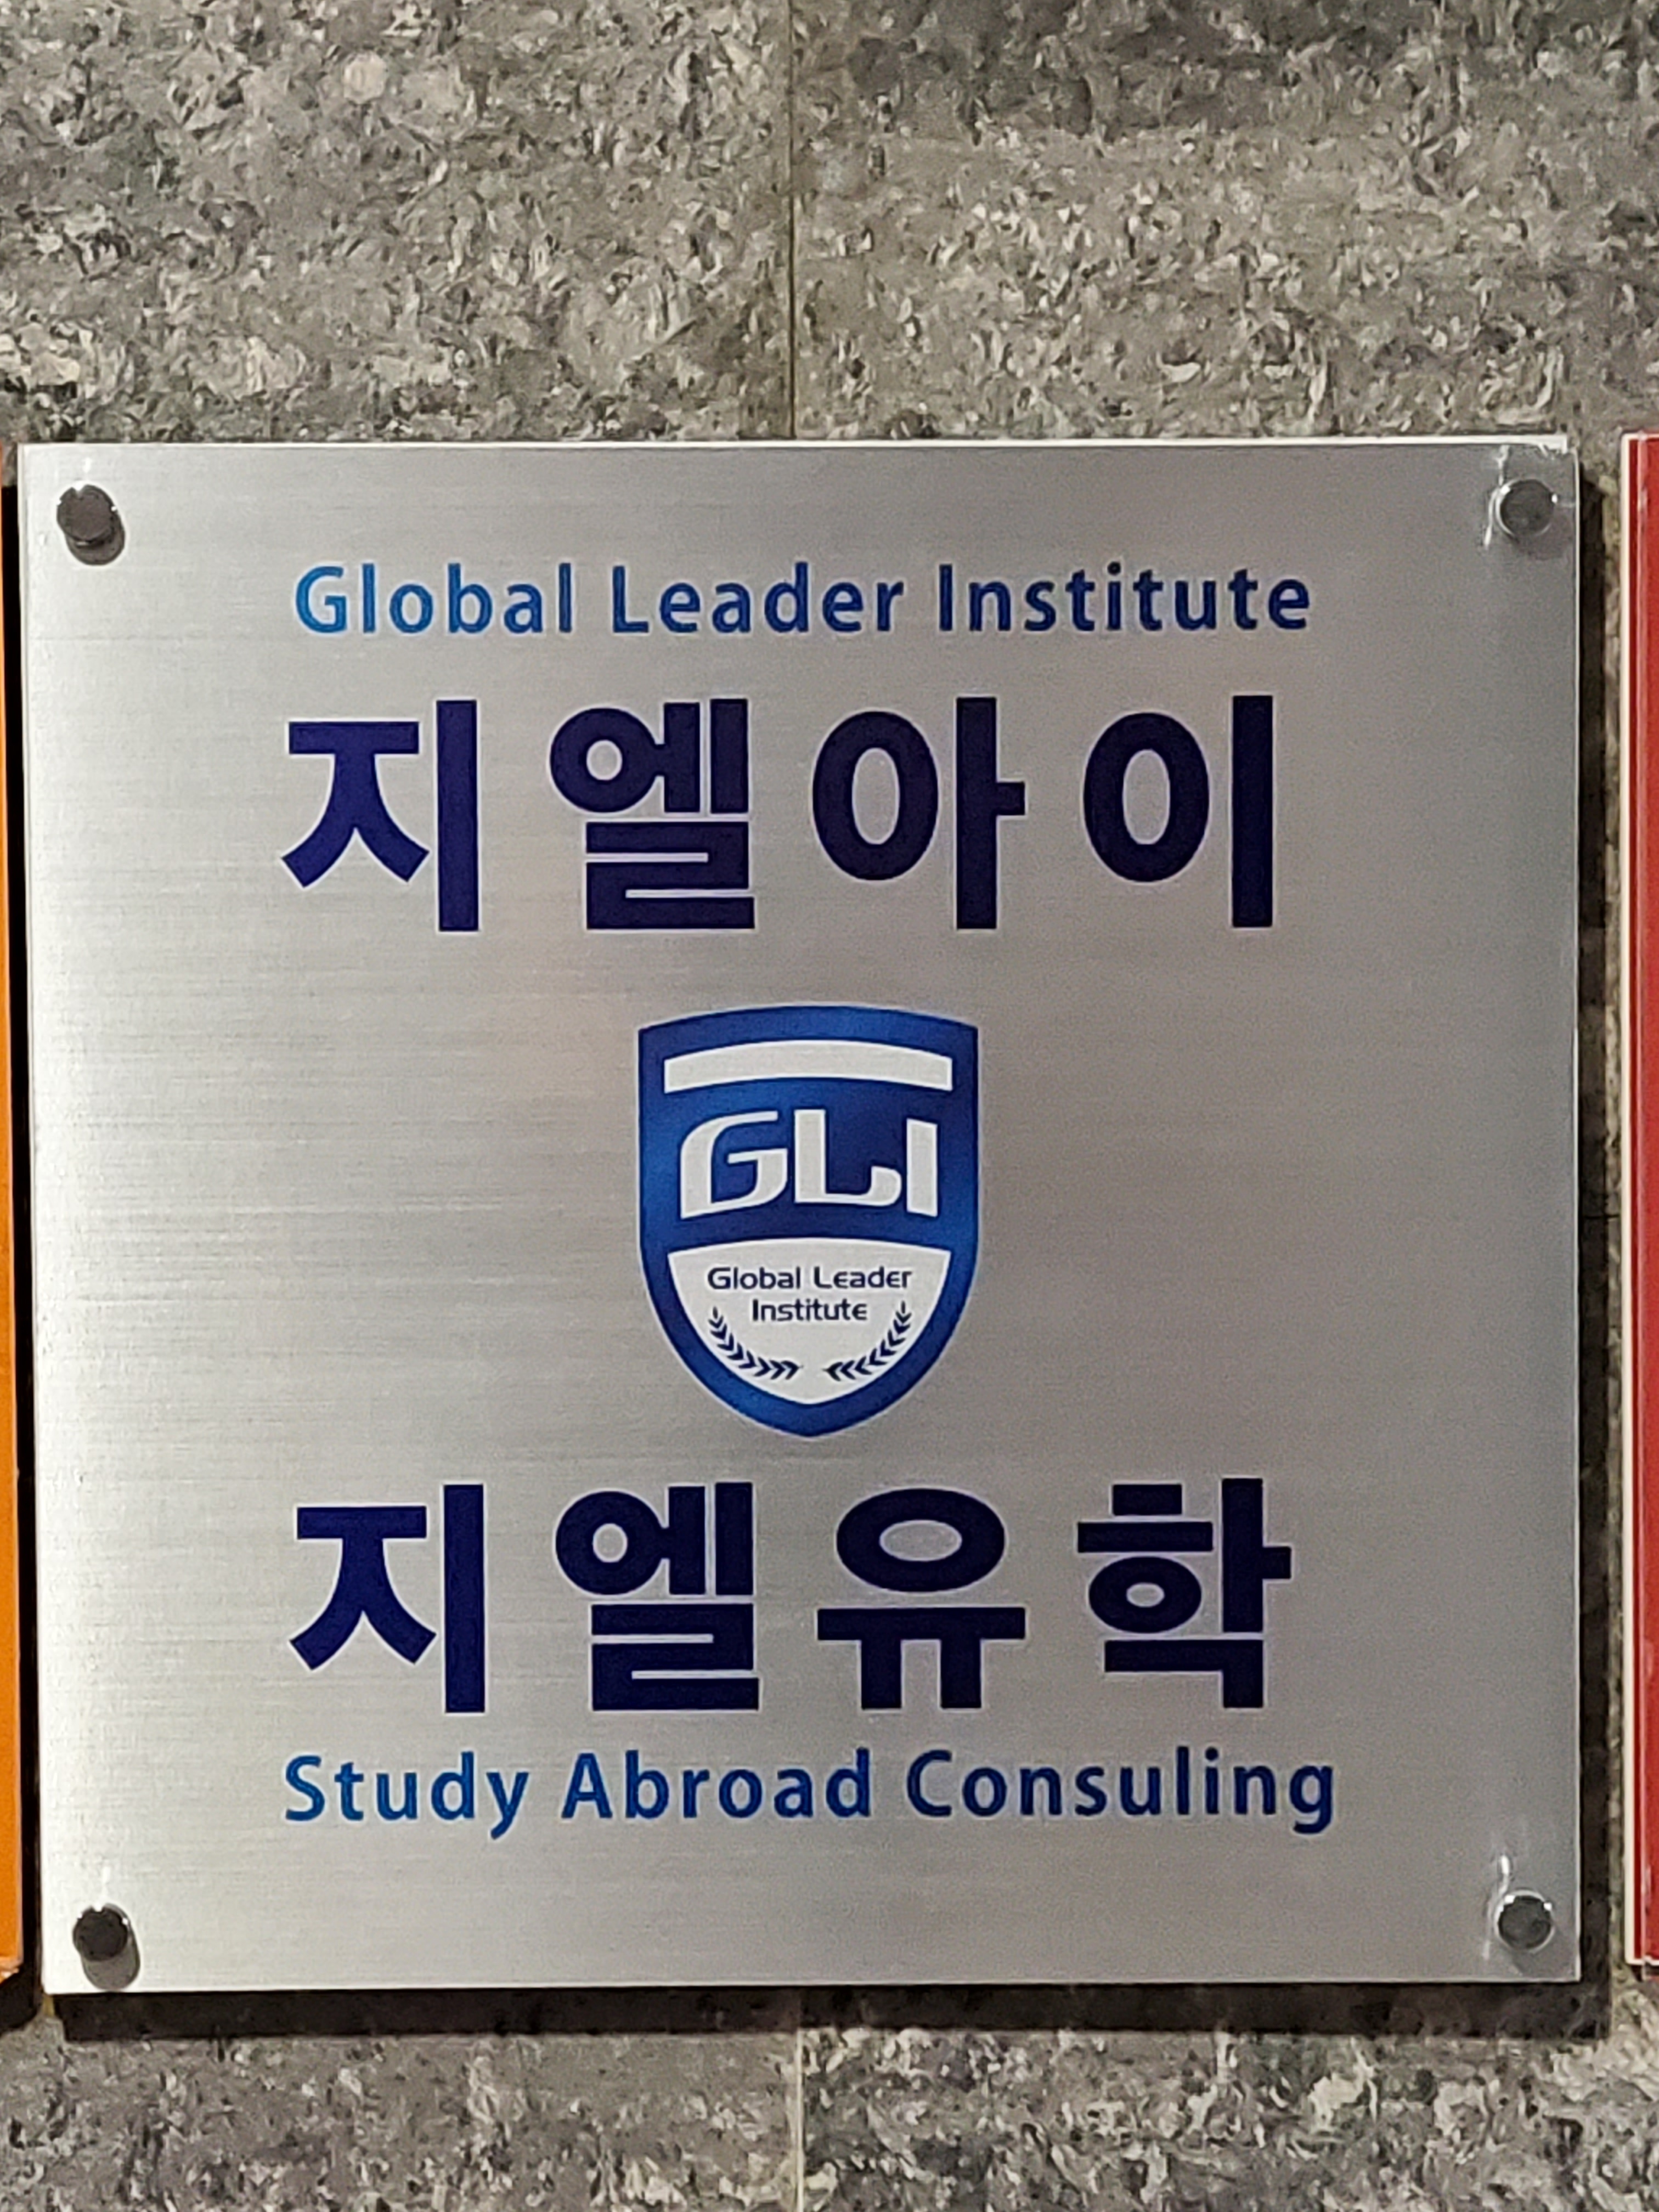 Global Leader Institute
지엘아이
GLI
Global Leader
Institute
지엘유학
Study Abroad Consuling